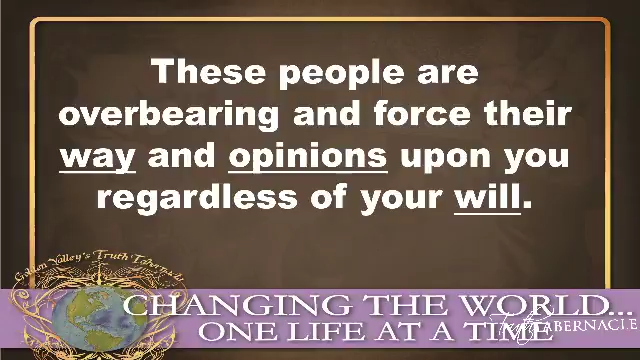 These people are
overbearing and force their
way and opinions upon you
regardless of your will.
Golden Valley's Truth Tabernacle
CHANGING THE WORLD...
ONE LIFE AT A TIME
Truth TABERNACLE